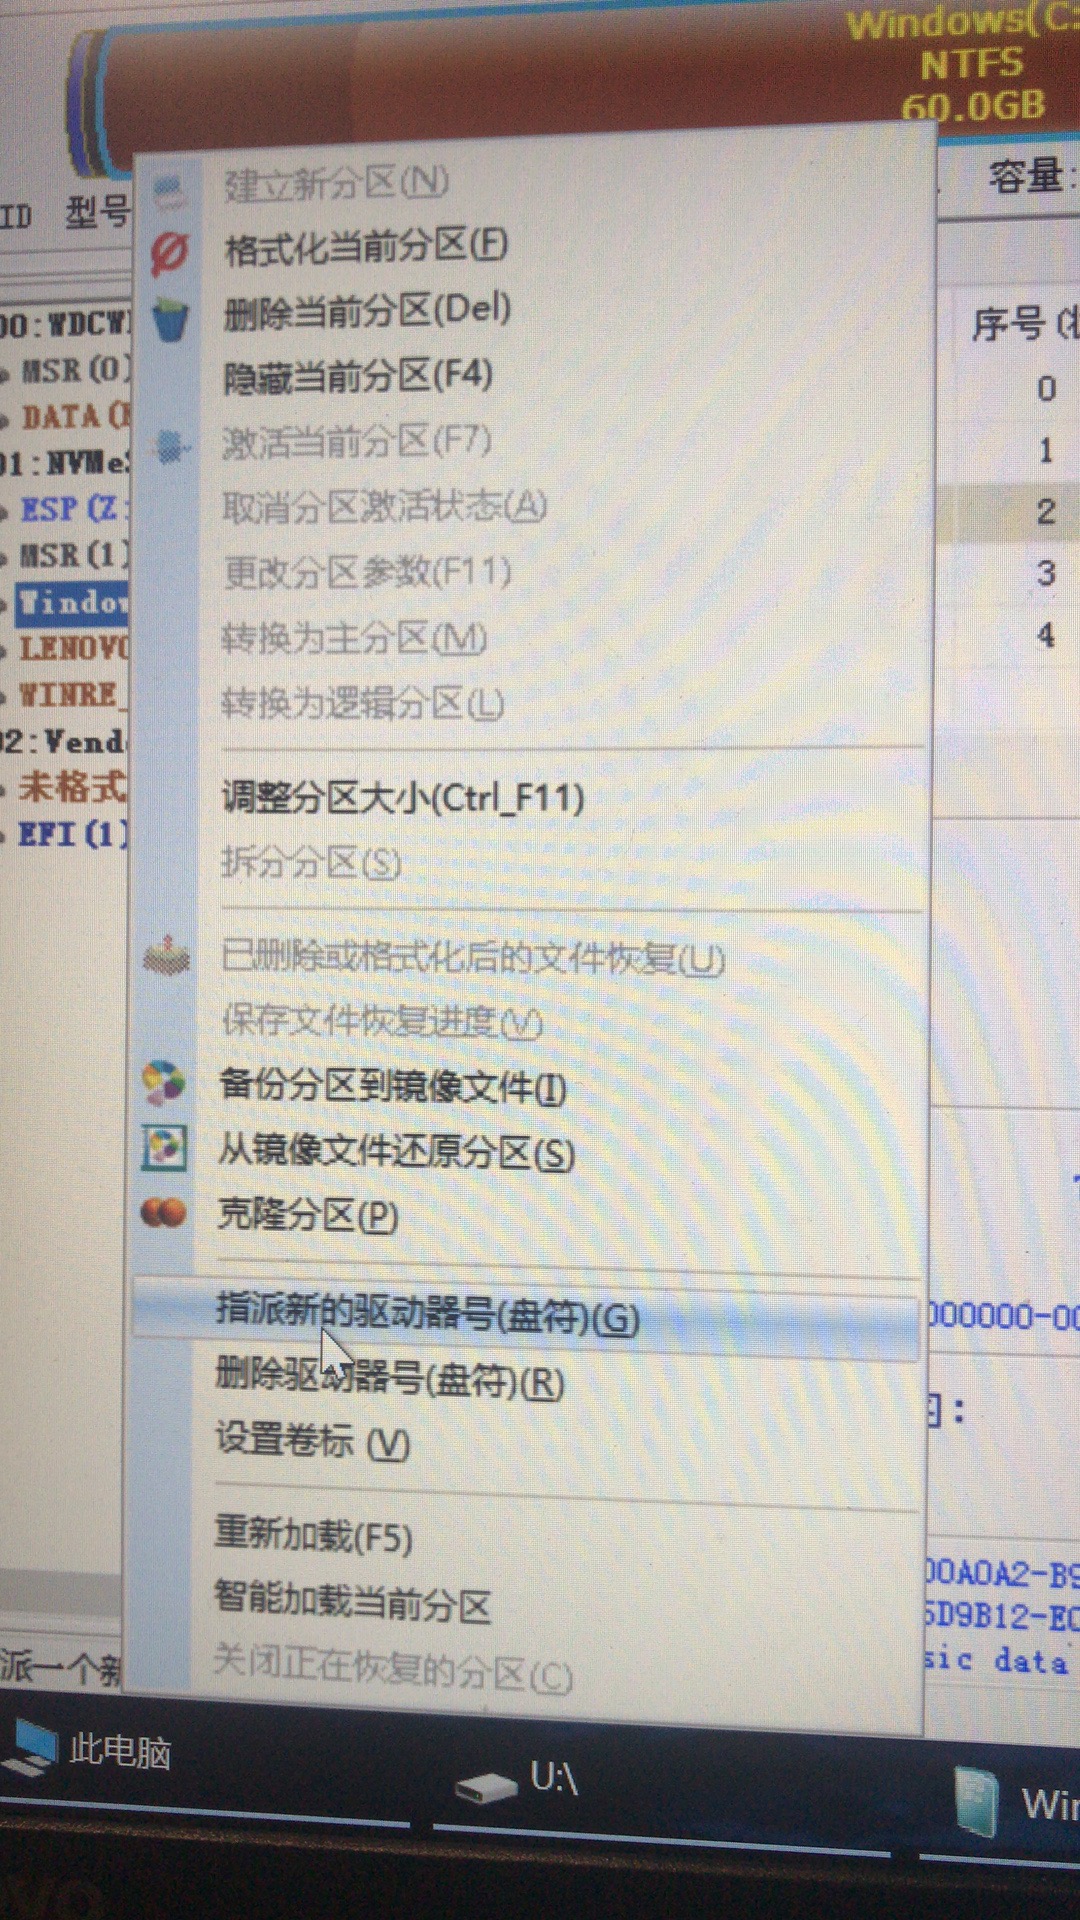 Windows(C:
NTFS
60.0GB
ID 型号
容量:
建立新分区(N)
格式化当前分区(F)
删除当前分区(Del)
隐藏当前分区(F4)
激活当前分区(F7)
取消分区激活状态(A)
更改分区参数(F11)
转换为主分区(M)
转换为逻辑分区(L)
调整分区大小(Ctrl_F11)
拆分分区(S)
已删除或格式化后的文件恢复(U)
保存文件恢复进度(V)
备份分区到镜像文件(I)
从镜像文件还原分区(S)
克隆分区(P)
指派新的驱动器号(盘符)(G)
删除驱动器号(盘符)(R)
设置卷标 (V)
重新加载(F5)
智能加载当前分区
关闭正在恢复的分区(C)
MSR(0)
DATA(
ESP(Z:
MSR(1)
Window
LENOVO
WINRE_
未格式
EFI(1)
序号
0
1
2
3
4
000000-00
00A0A2-B9
5D9B12-EC
sic data
派一个新
此电脑
U:\
Win